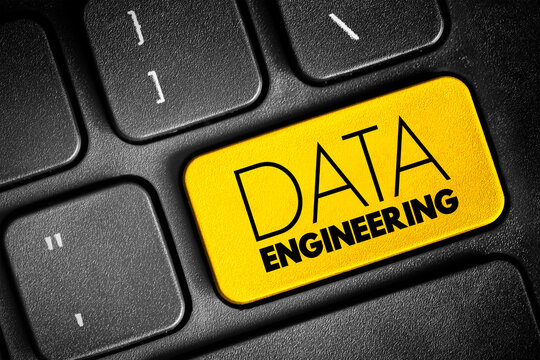 }
]
\
"
'
DATA
ENGINEERING